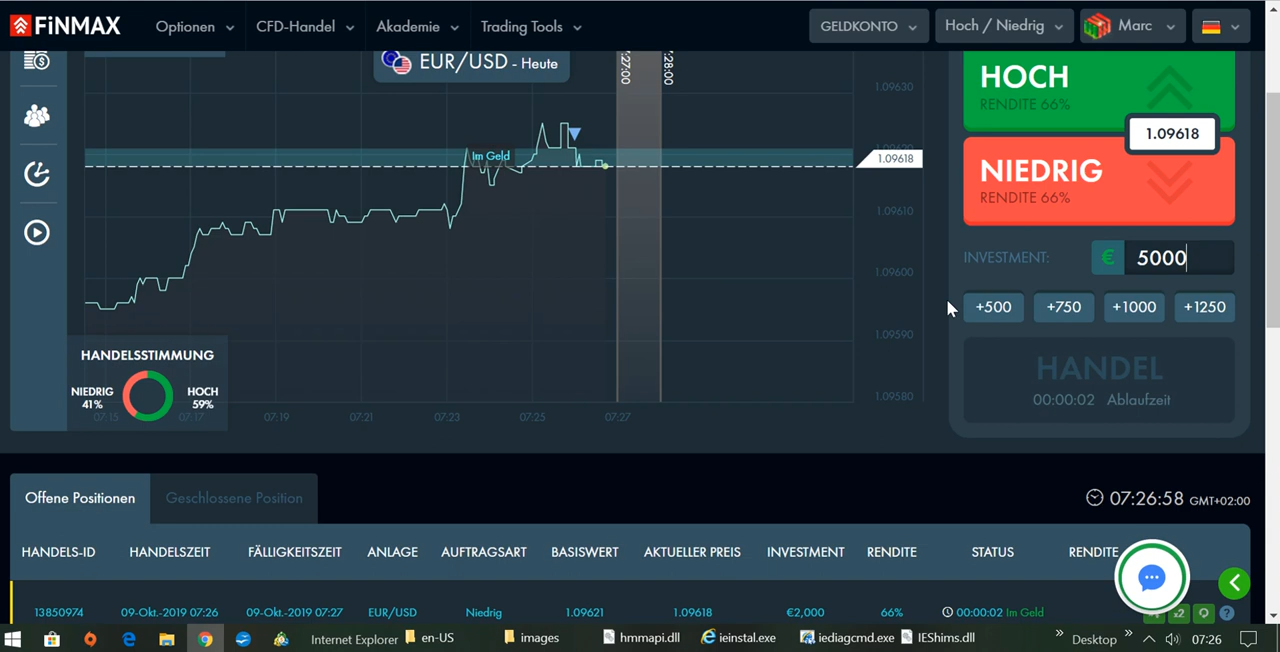 FiNMAX
Optionen
CFD-Handel
Akademie
Trading Tools
GELDKONTO
Hoch / Niedrig
Marc
EUR/USD - Heute
07:27:00
07:28:00
1.09630
1.09618
1.09610
1.09600
1.09590
1.09580
Im Geld
HANDELSSTIMMUNG
NIEDRIG
41%
HOCH
59%
07:15
07:17
07:19
07:21
07:23
07:25
07:27
HOCH
RENDITE 66%
1.09618
NIEDRIG
RENDITE 66%
INVESTMENT:
€
5000
+500
+750
+1000
+1250
HANDEL
00:00:02 Ablaufzeit
Offene Positionen
Geschlossene Position
07:26:58 GMT+02:00
HANDELS-ID HANDELSZEIT FÄLLIGKEITSZEIT ANLAGE AUFTRAGSART BASISWERT AKTUELLER PREIS INVESTMENT RENDITE STATUS RENDITE
13850974 09-Okt.-2019 07:26 09-Okt.-2019 07:27 EUR/USD Niedrig 1.09621 1.09618 €2,000 66% 00:00:02 Im Geld
x2
?
Internet Explorer
en-US
images
hmmapi.dll
ieinstal.exe
iediagcmd.exe
IEShims.dll
Desktop
07:26